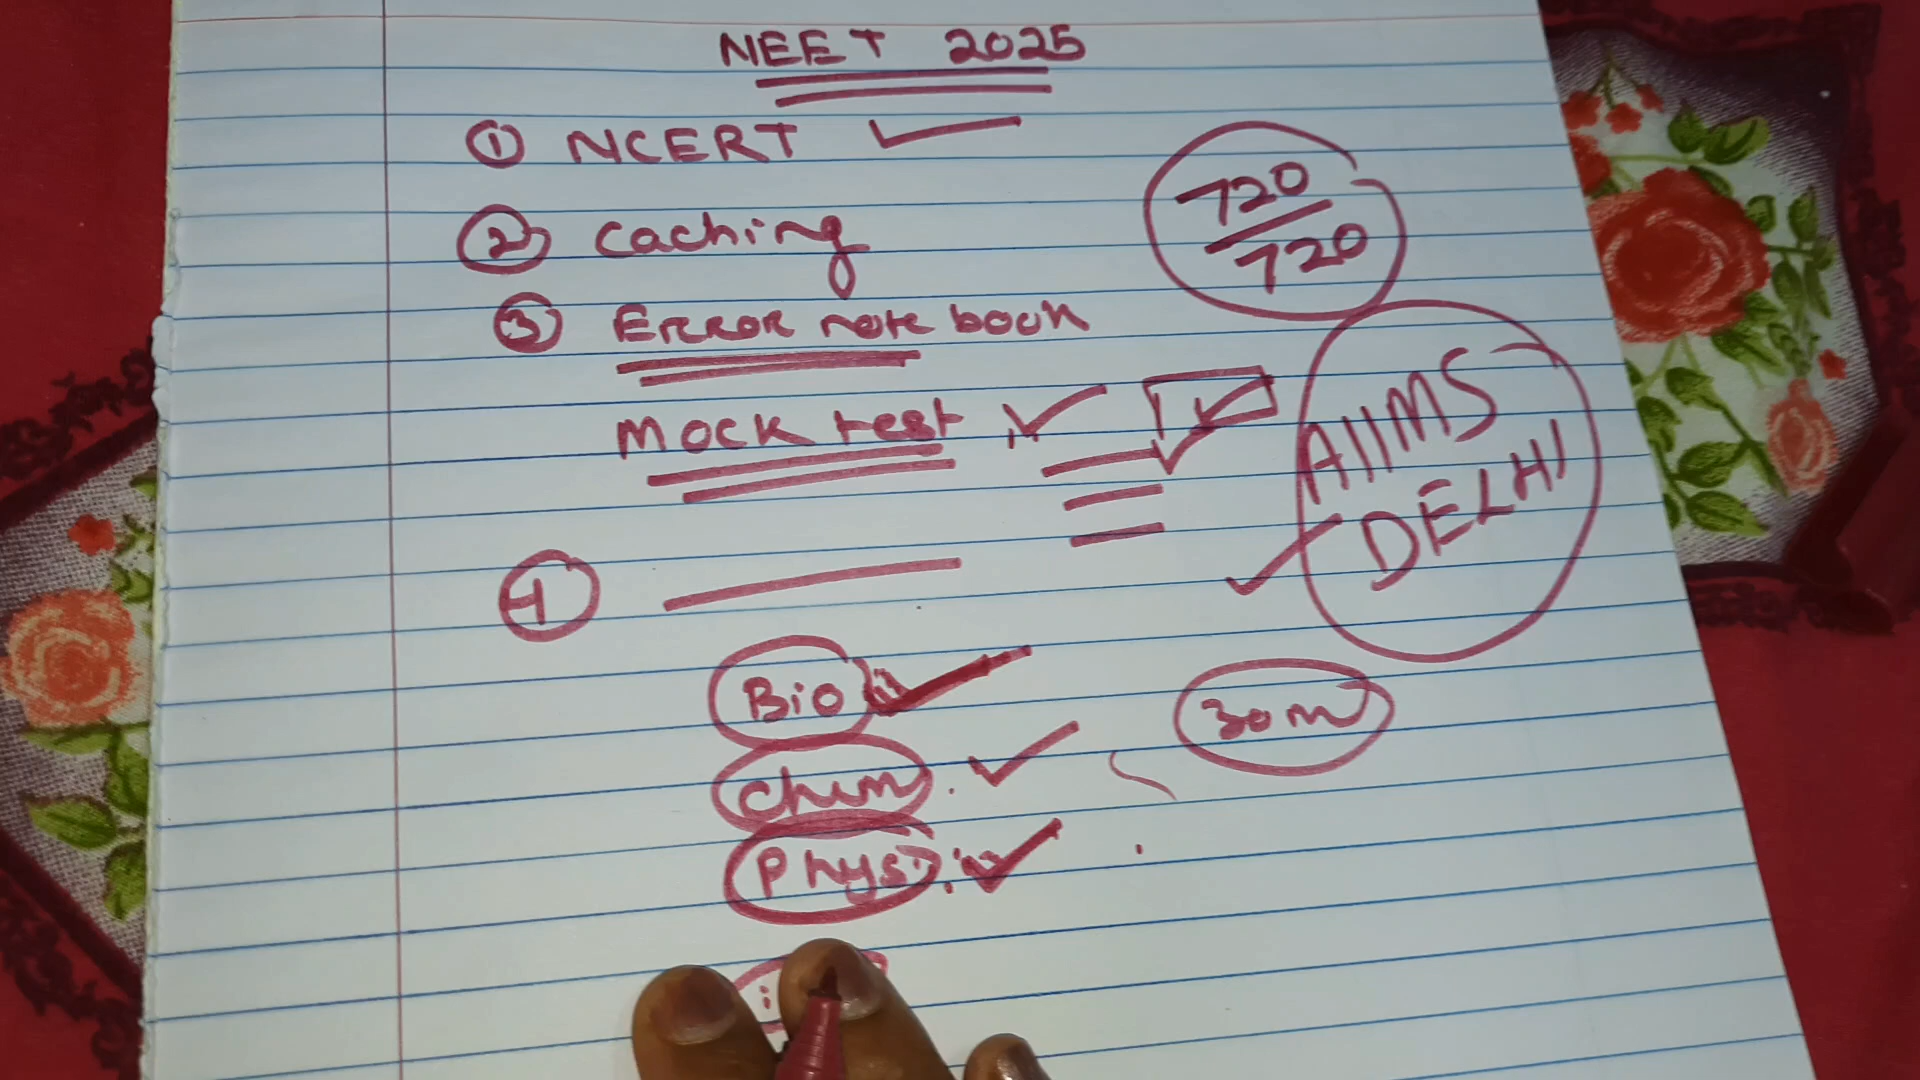 NEET 2025
① NCERT
② caching
③ ERROR note book
Mock test
④
Bio
chem
Physi
720
720
AIIMS
DELHI
30 m